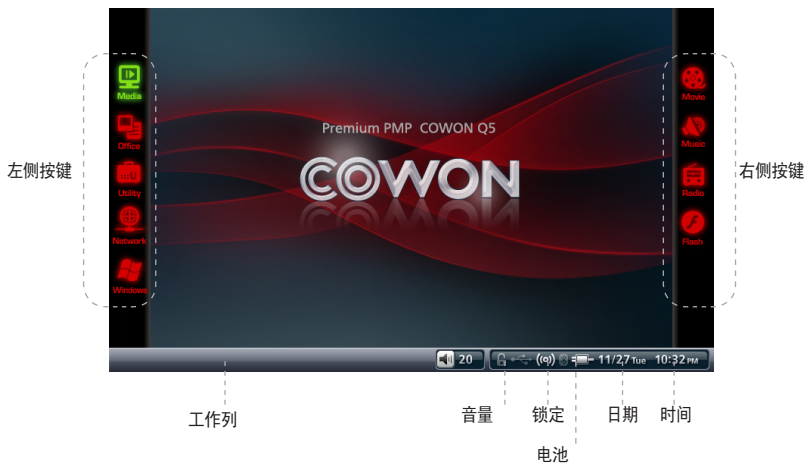 Media
Office
Utility
Network
Windows
左侧按键
Premium PMP COWON Q5
COWON
Movie
Music
Radio
Flash
右侧按键
20
11/27 Tue 10:32 PM
工作列
音量
锁定
日期
时间
电池